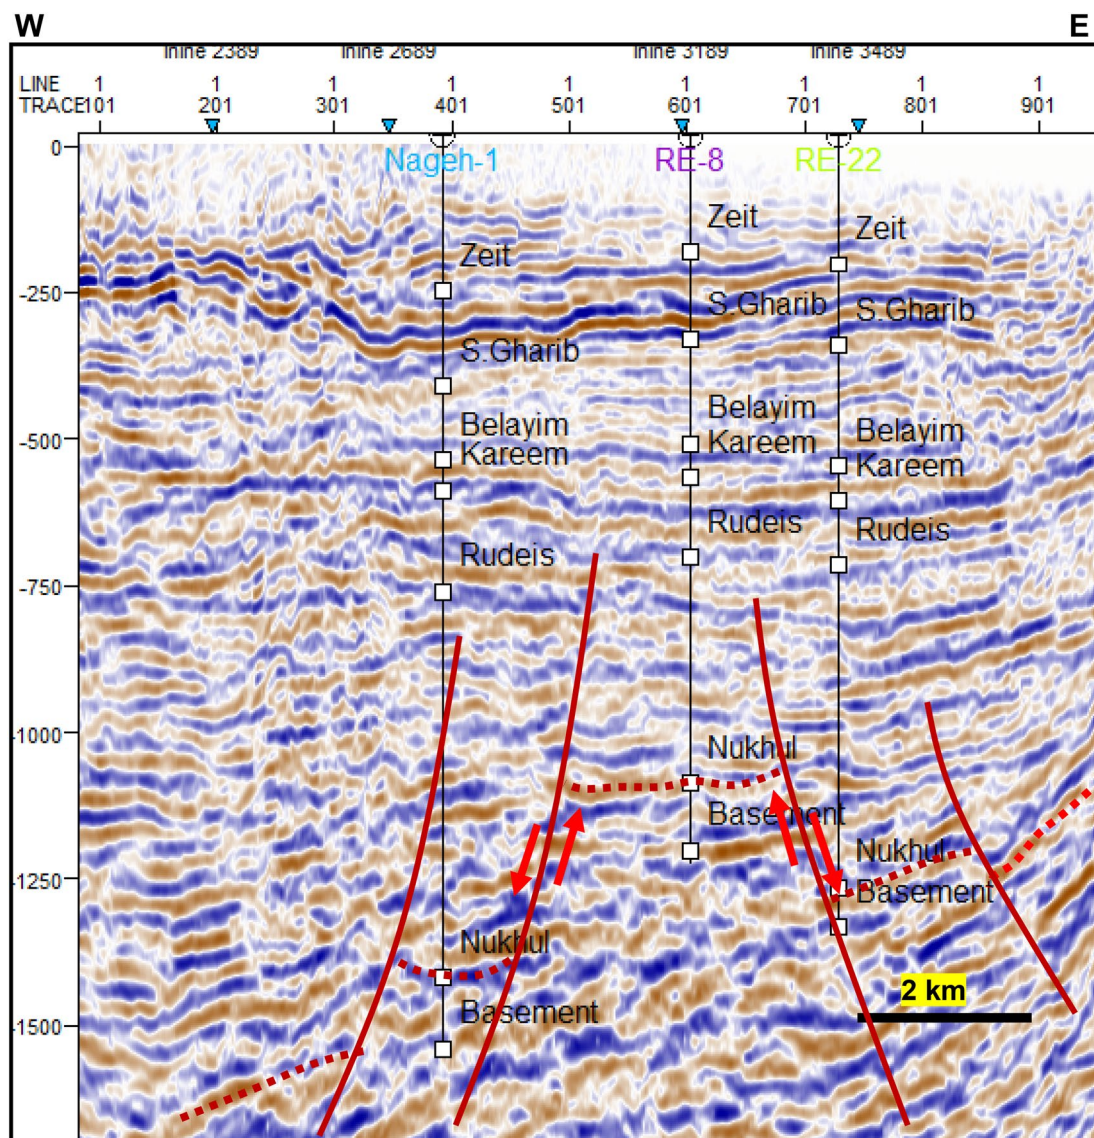 W E
Inline 2389 Inline 2689 Inline 3189 Inline 3489
LINE 1 1 1 1 1 1 1 1 1
TRACE 101 201 301 401 501 601 701 801 901
0
Nageh-1 RE-8 RE-22
Zeit
Zeit
Zeit
-250
S.Gharib
S.Gharib
S.Gharib
Belayim
Belayim
Belayim
-500
Kareem
Kareem
Kareem
Rudeis
Rudeis
Rudeis
-750
-1000
Nukhul
Basement
Nukhul
-1250
Basement
Nukhul
2 km
Basement
-1500